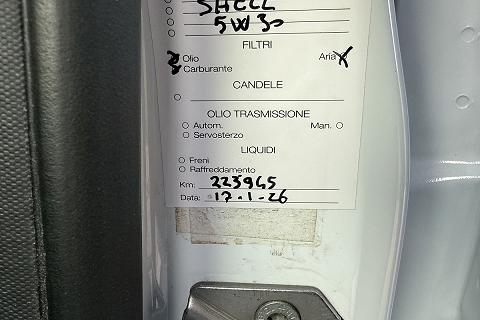 SHELL
5W30
FILTRI
Olio Aria
Carburante
CANDELE
OLIO TRASMISSIONE
Autom. Man.
Servosterzo
LIQUIDI
Freni
Raffreddamento
Km: 223965
Data: 17-1-26